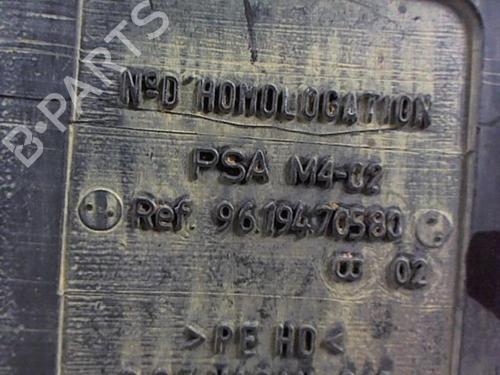 B-PARTS
N°D'HOMOLOGATION
PSA M4-02
Ref. 96.194.705.80
02
>PE HD<